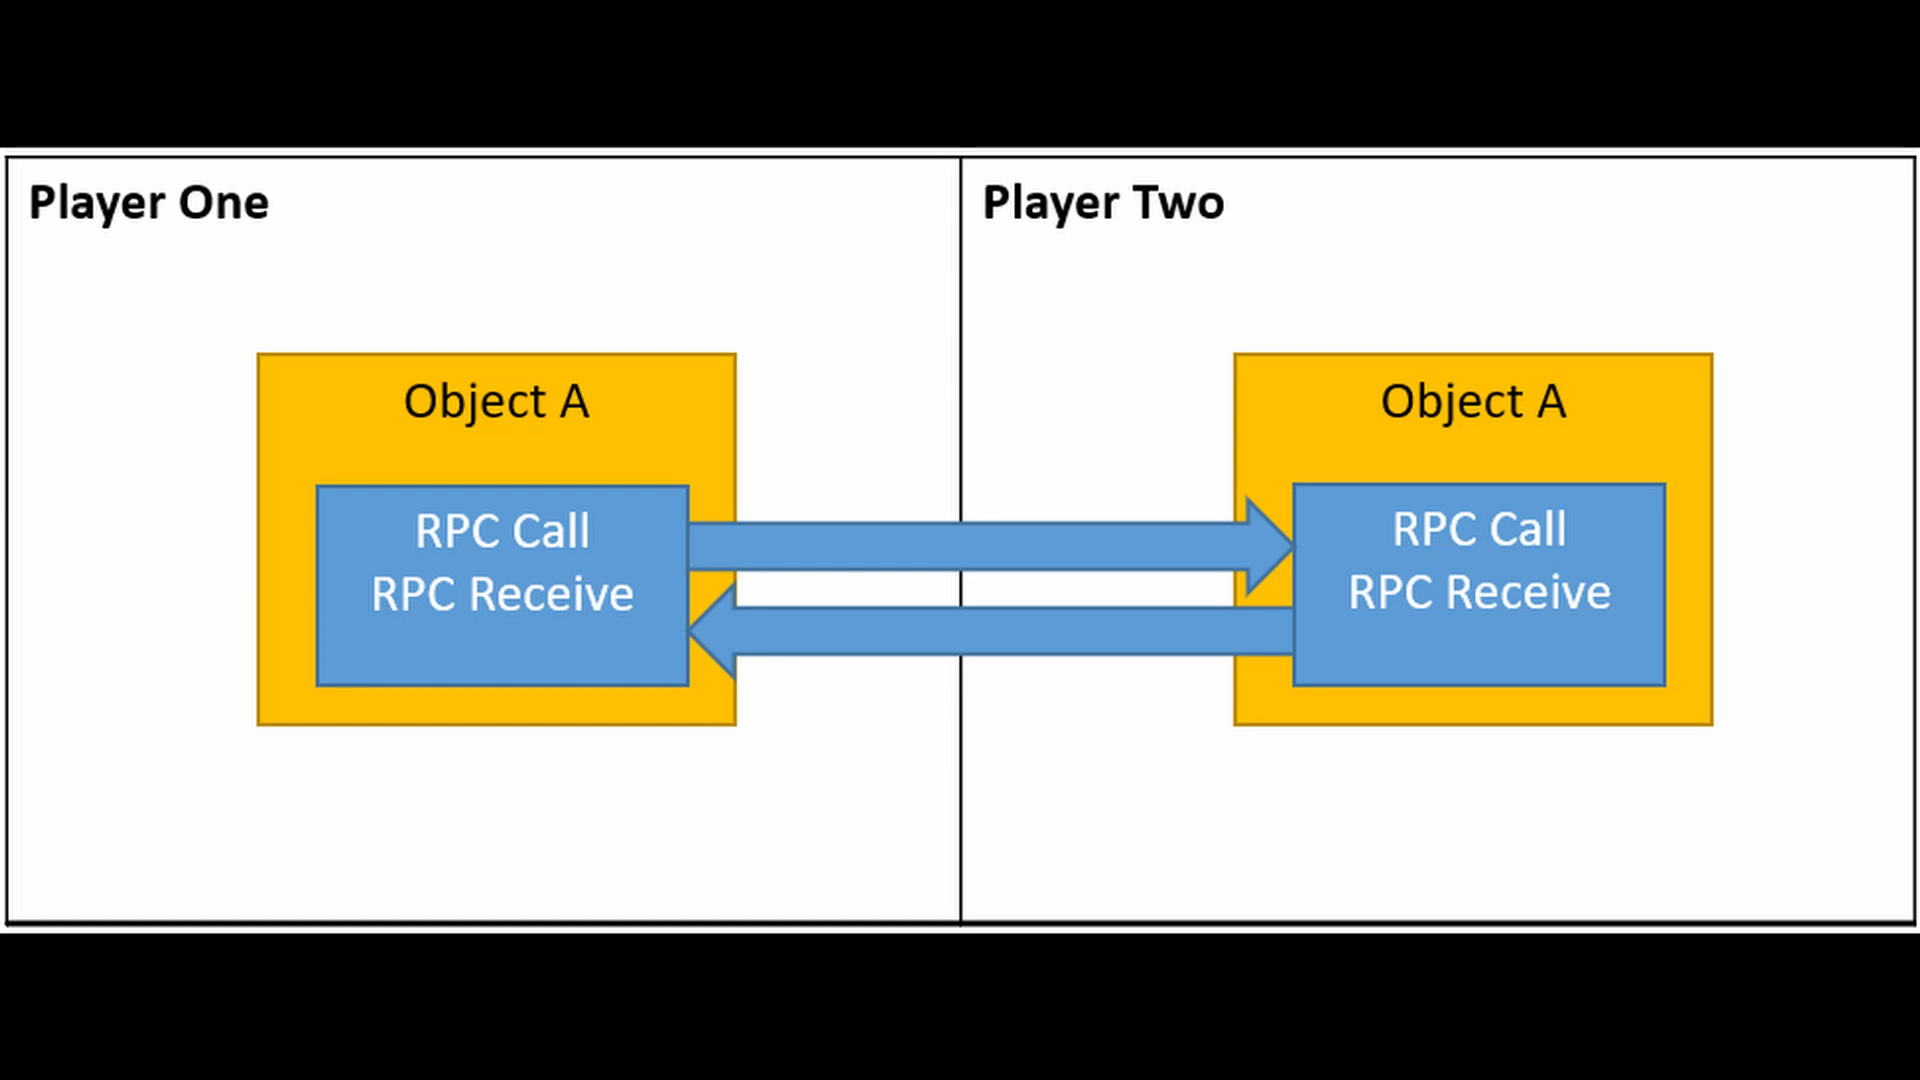 Player One
Player Two
Object A
RPC Call
RPC Receive
Object A
RPC Call
RPC Receive